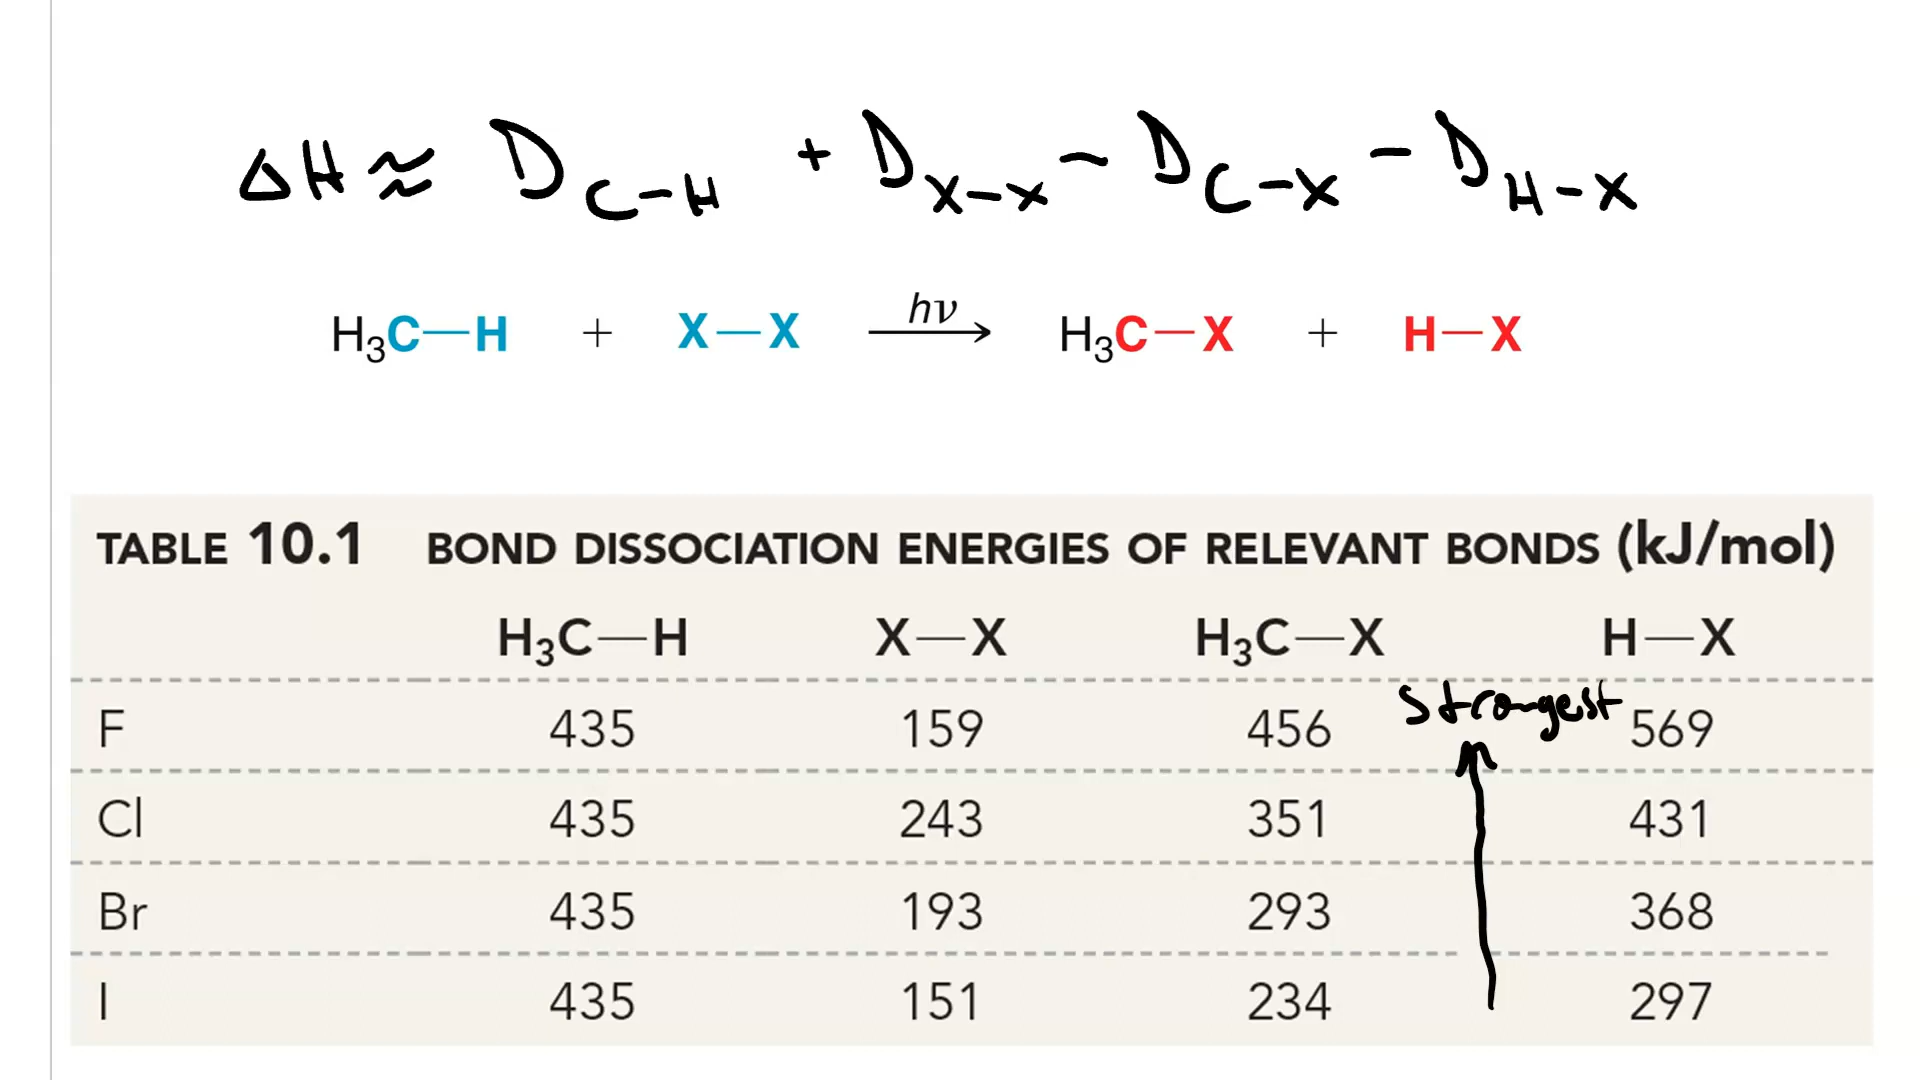 ΔH ≈ D C-H + D X-X - D C-X - D H-X
H₃C—H + X—X hν H₃C—X + H—X
TABLE 10.1 BOND DISSOCIATION ENERGIES OF RELEVANT BONDS (kJ/mol)
H₃C—H X—X H₃C—X H—X
strongest
F 435 159 456 569
Cl 435 243 351 431
Br 435 193 293 368
I 435 151 234 297